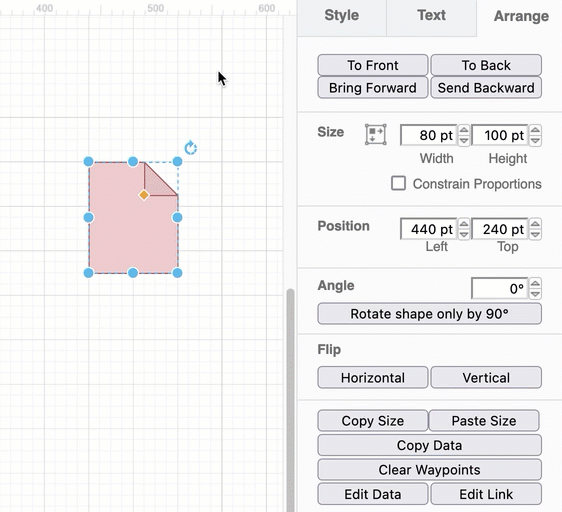 400 500 600
Style Text Arrange
To Front To Back
Bring Forward Send Backward
Size 80 pt 100 pt
Width Height
Constrain Proportions
Position 440 pt 240 pt
Left Top
Angle 0°
Rotate shape only by 90°
Flip
Horizontal Vertical
Copy Size Paste Size
Copy Data
Clear Waypoints
Edit Data Edit Link